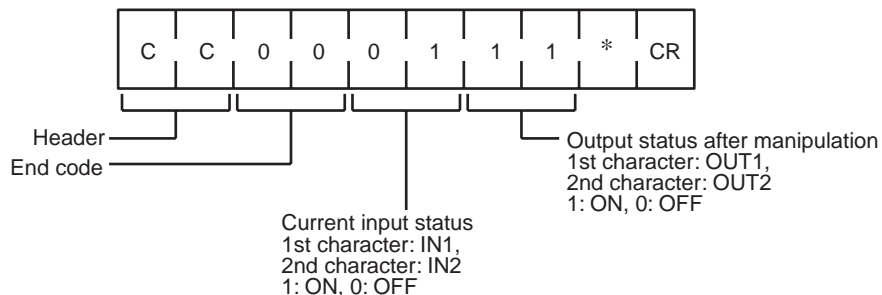 C C 0 0 0 1 1 1 * CR
Header
End code
Output status after manipulation
1st character: OUT1,
2nd character: OUT2
1: ON, 0: OFF
Current input status
1st character: IN1,
2nd character: IN2
1: ON, 0: OFF